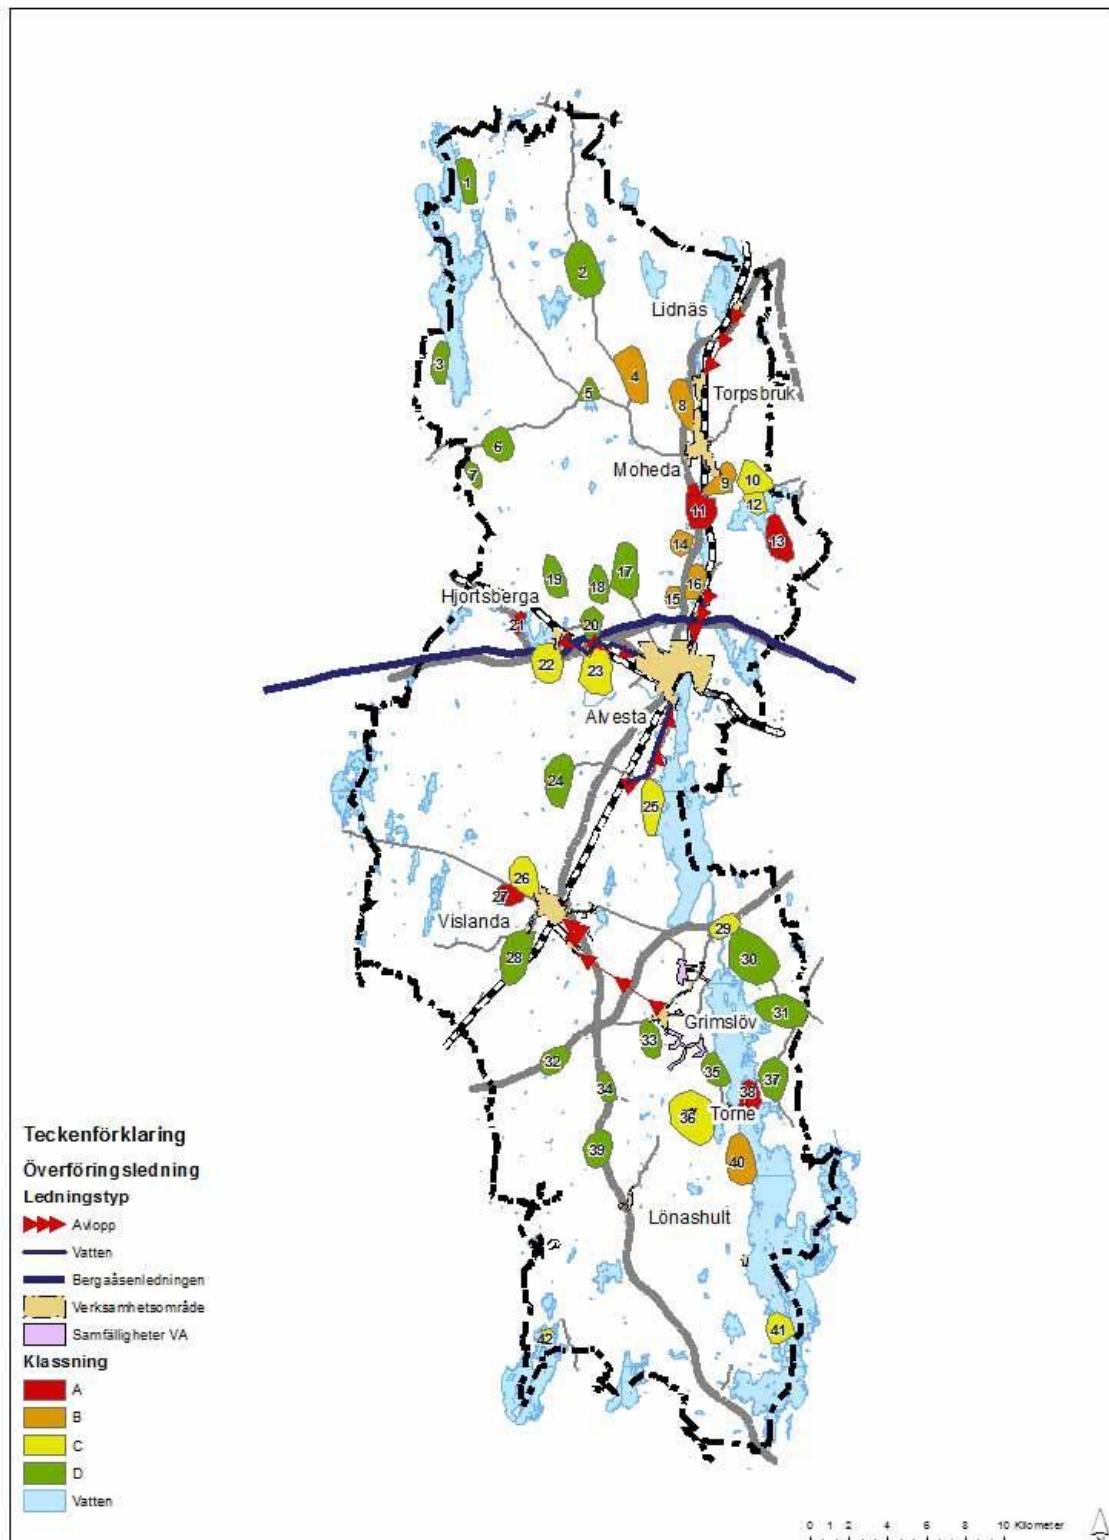 1
2
Lidnäs
3
4
5
8
Torpsbruk
6
7
Moheda
9
10
12
11
13
14
19
18
17
16
15
Hjortsberga
21
20
22
23
Alvesta
24
25
26
27
Vislanda
28
29
30
31
Grimslöv
33
32
34
35
37
38
36
Torne
39
40
Lönashult
41
42
Teckenförklaring
Överföringsledning
Ledningstyp
Avlopp
Vatten
Bergaåsenledningen
Verksamhetsområde
Samfälligheter VA
Klassning
A
B
C
D
Vatten
0 1 2 4 6 8 10 Kilometer